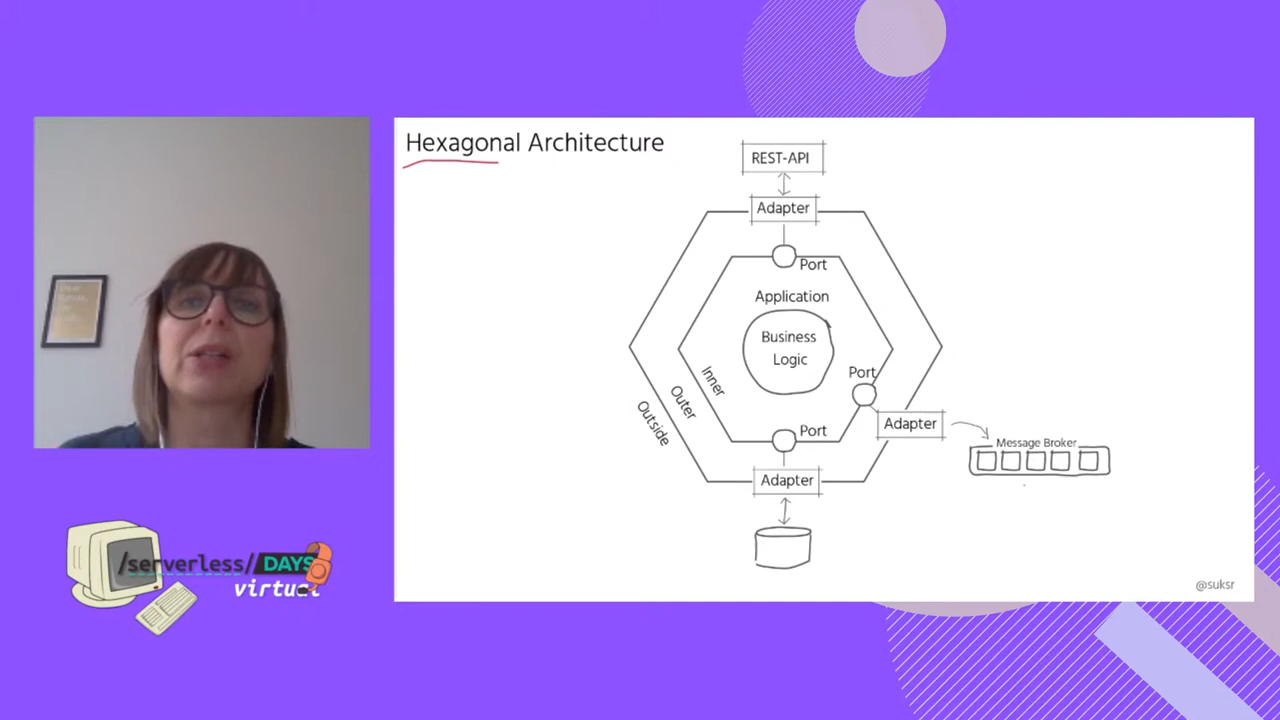 Hexagonal Architecture
REST-API
Adapter
Port
Application
Business
Logic
Port
Inner
Outer
Outside
Adapter
Port
Message Broker
Adapter
@suksr
/serverless/DAYS
virtual